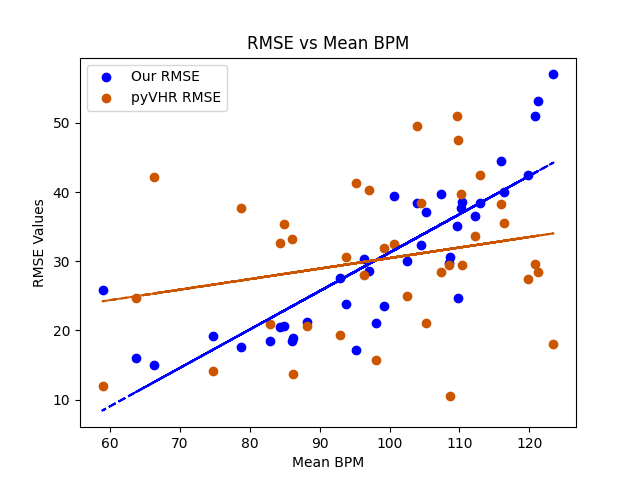 RMSE vs Mean BPM
Our RMSE
pyVHR RMSE
RMSE Values
50
40
30
20
10
60 70 80 90 100 110 120
Mean BPM